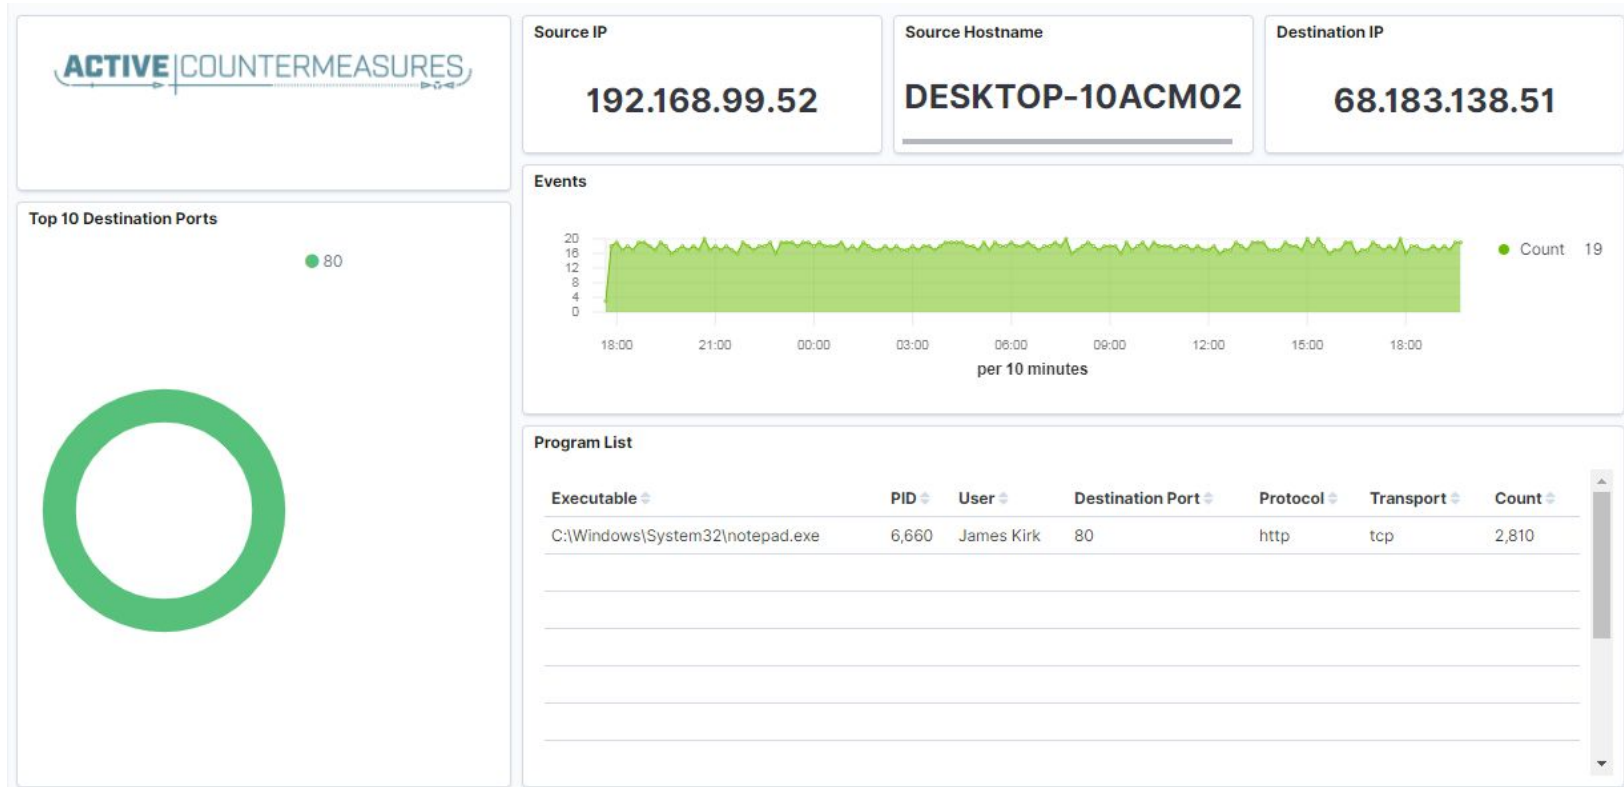 ACTIVE COUNTERMEASURES
Source IP
192.168.99.52
Source Hostname
DESKTOP-10ACM02
Destination IP
68.183.138.51
Top 10 Destination Ports
80
Events
20
16
12
8
4
0
18:00 21:00 00:00 03:00 06:00 09:00 12:00 15:00 18:00
per 10 minutes
Count 19
Program List
Executable PID User Destination Port Protocol Transport Count
C:\Windows\System32\notepad.exe 6,660 James Kirk 80 http tcp 2,810